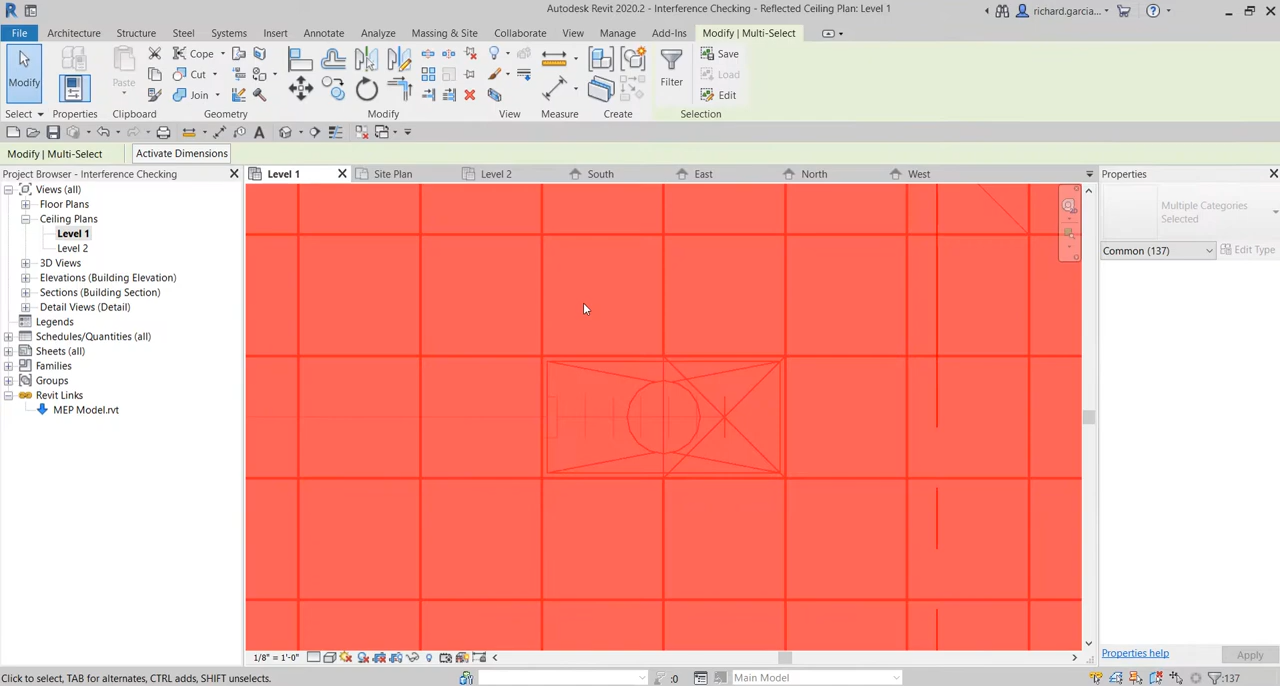 Autodesk Revit 2020.2 - Interference Checking - Reflected Ceiling Plan: Level 1
richard.garcia...
File Architecture Structure Steel Systems Insert Annotate Analyze Massing & Site Collaborate View Manage Add-Ins Modify | Multi-Select
Modify
Paste
Cope
Cut
Join
Filter
Save
Load
Edit
Select Properties Clipboard Geometry Modify View Measure Create Selection
Modify | Multi-Select Activate Dimensions
Project Browser - Interference Checking
Level 1 Site Plan Level 2 South East North West
Properties
Views (all)
Floor Plans
Ceiling Plans
Level 1
Level 2
3D Views
Elevations (Building Elevation)
Sections (Building Section)
Detail Views (Detail)
Legends
Schedules/Quantities (all)
Sheets (all)
Families
Groups
Revit Links
MEP Model.rvt
Multiple Categories
Selected
Common (137)
Edit Type
Properties help
Apply
1/8" = 1'-0"
Click to select, TAB for alternates, CTRL adds, SHIFT unselects.
:0
Main Model
:137